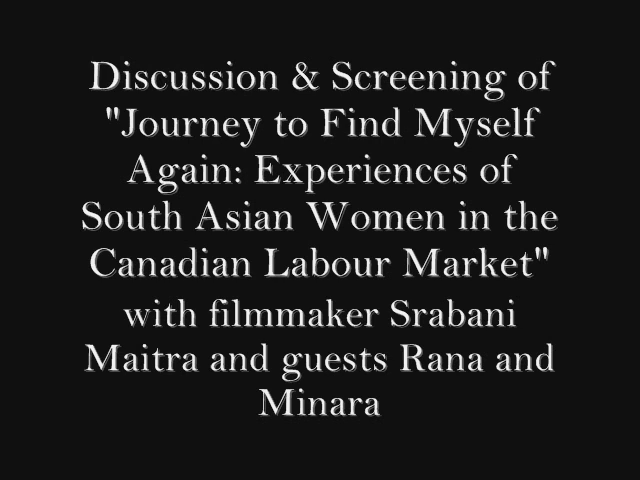 Discussion & Screening of
"Journey to Find Myself
Again: Experiences of
South Asian Women in the
Canadian Labour Market"
with filmmaker Srabani
Maitra and guests Rana and
Minara